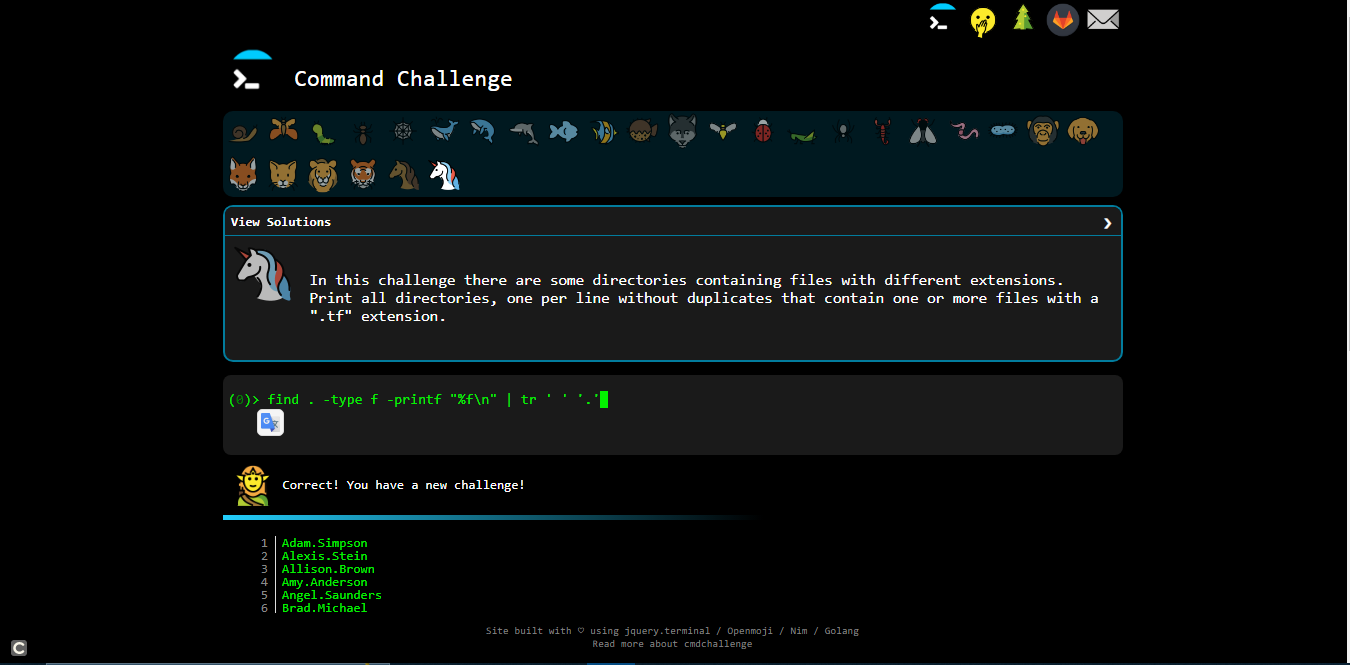 Command Challenge
View Solutions
In this challenge there are some directories containing files with different extensions.
Print all directories, one per line without duplicates that contain one or more files with a
".tf" extension.
(0)> find . -type f -printf "%f\n" | tr ' ' '.'
Correct! You have a new challenge!
1 Adam.Simpson
2 Alexis.Stein
3 Allison.Brown
4 Amy.Anderson
5 Angel.Saunders
6 Brad.Michael
Site built with ♡ using jquery.terminal / Openmoji / Nim / Golang
Read more about cmdchallenge